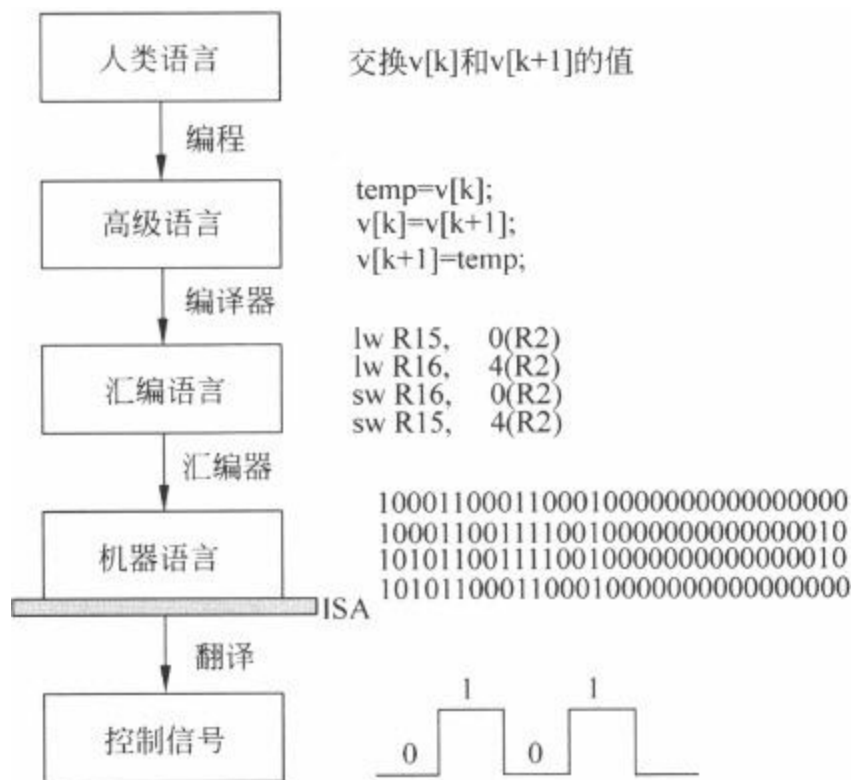 人类语言 交换v[k]和v[k+1]的值
编程
高级语言
temp=v[k];
v[k]=v[k+1];
v[k+1]=temp;
编译器
汇编语言
lw R15, 0(R2)
lw R16, 4(R2)
sw R16, 0(R2)
sw R15, 4(R2)
汇编器
机器语言
10001100011000100000000000000000
10001100111100100000000000000010
10101100111100100000000000000010
10101100011000100000000000000000
ISA
翻译
控制信号
0 1 0 1